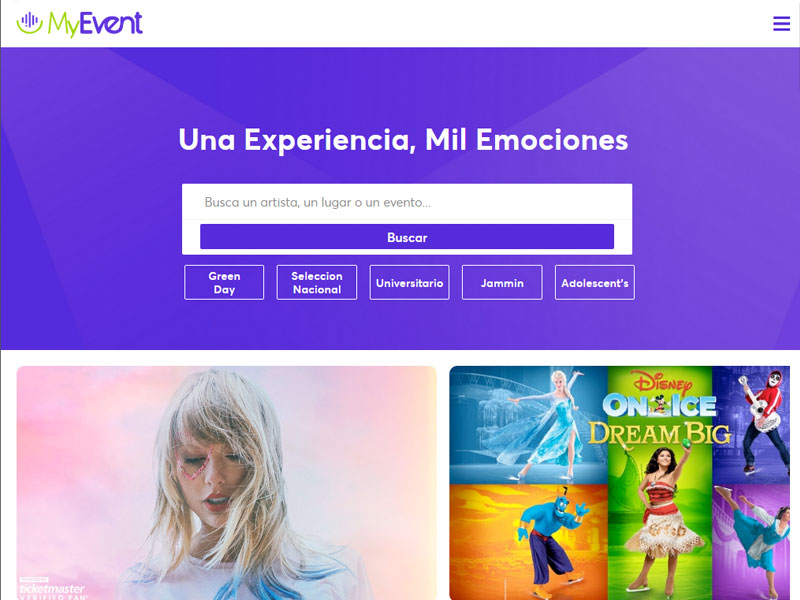 MyEvent
Una Experiencia, Mil Emociones
Busca un artista, un lugar o un evento...
Buscar
Green
Day
Seleccion
Nacional
Universitario
Jammin
Adolescent's
Disney
ON ICE
DREAM BIG
ticketmaster
VERIFIED FAN